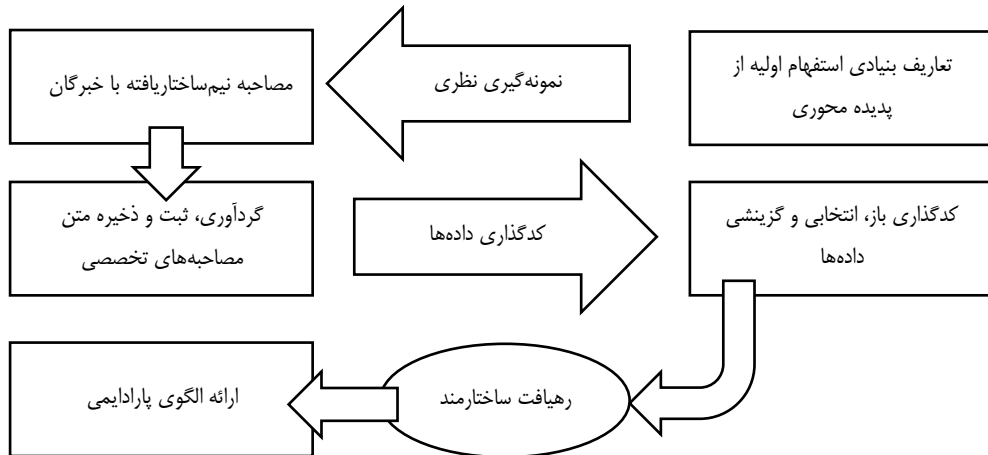 تعاریف بنیادی استفهام اولیه از
پدیده محوری
نمونه‌گیری نظری
مصاحبه نیم‌ساختاریافته با خبرگان
گردآوری، ثبت و ذخیره متن
مصاحبه‌های تخصصی
کدگذاری داده‌ها
کدگذاری باز، انتخابی و گزینشی
داده‌ها
رهیافت ساختارمند
ارائه الگوی پارادایمی